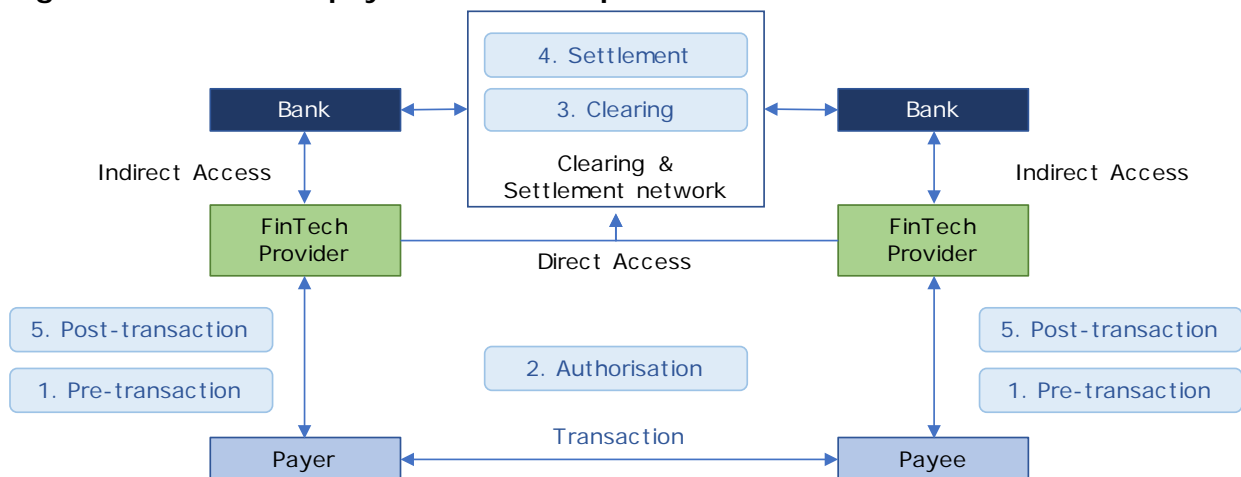 4. Settlement
Bank
3. Clearing
Bank
Indirect Access
Clearing &
Settlement network
Indirect Access
FinTech
Provider
Direct Access
FinTech
Provider
5. Post-transaction
5. Post-transaction
2. Authorisation
1. Pre-transaction
1. Pre-transaction
Transaction
Payer
Payee